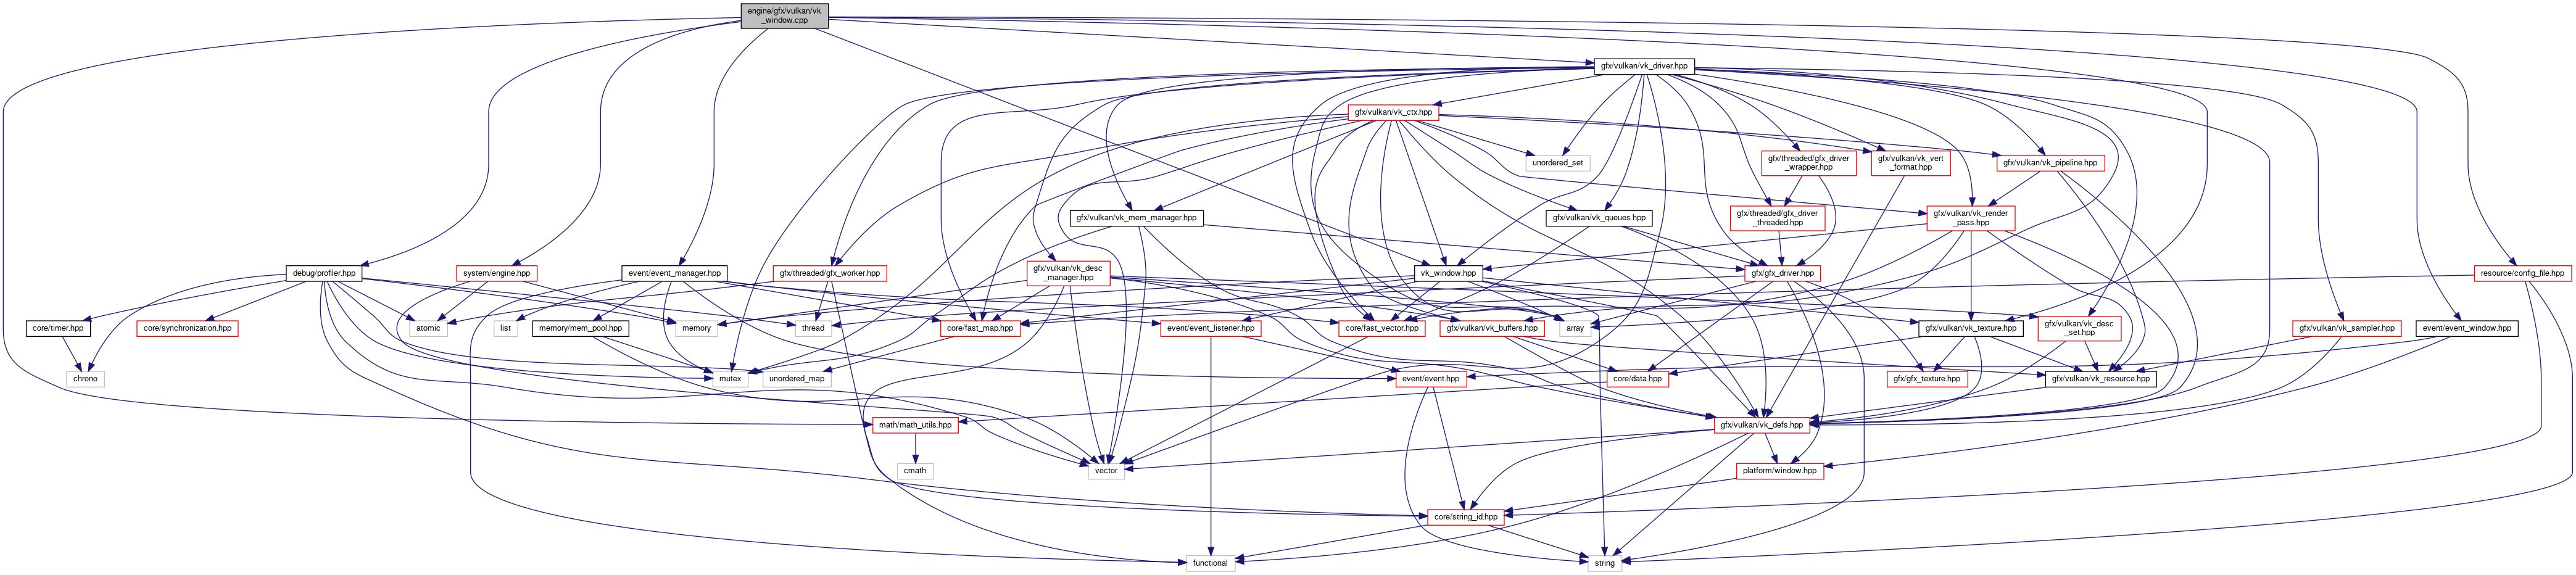 engine/gfx/vulkan/vk
_window.cpp
gfx/vulkan/vk_driver.hpp
gfx/vulkan/vk_ctx.hpp
unordered_set
gfx/threaded/gfx_driver
_wrapper.hpp
gfx/vulkan/vk_vert
_format.hpp
gfx/vulkan/vk_pipeline.hpp
gfx/vulkan/vk_mem_manager.hpp
gfx/vulkan/vk_queues.hpp
gfx/threaded/gfx_driver
_threaded.hpp
gfx/vulkan/vk_render
_pass.hpp
debug/profiler.hpp
system/engine.hpp
event/event_manager.hpp
gfx/threaded/gfx_worker.hpp
gfx/vulkan/vk_desc
_manager.hpp
vk_window.hpp
gfx/gfx_driver.hpp
resource/config_file.hpp
core/timer.hpp
core/synchronization.hpp
atomic
list
memory/mem_pool.hpp
memory
thread
core/fast_map.hpp
event/event_listener.hpp
core/fast_vector.hpp
gfx/vulkan/vk_buffers.hpp
array
gfx/vulkan/vk_texture.hpp
gfx/vulkan/vk_desc
_set.hpp
gfx/vulkan/vk_sampler.hpp
event/event_window.hpp
chrono
mutex
unordered_map
event/event.hpp
core/data.hpp
gfx/gfx_texture.hpp
gfx/vulkan/vk_resource.hpp
math/math_utils.hpp
gfx/vulkan/vk_defs.hpp
cmath
vector
platform/window.hpp
core/string_id.hpp
functional
string